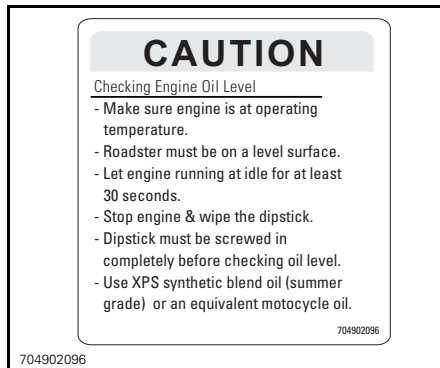 CAUTION
Checking Engine Oil Level
- Make sure engine is at operating
temperature.
- Roadster must be on a level surface.
- Let engine running at idle for at least
30 seconds.
- Stop engine & wipe the dipstick.
- Dipstick must be screwed in
completely before checking oil level.
- Use XPS synthetic blend oil (summer
grade) or an equivalent motocycle oil.
704902096
704902096